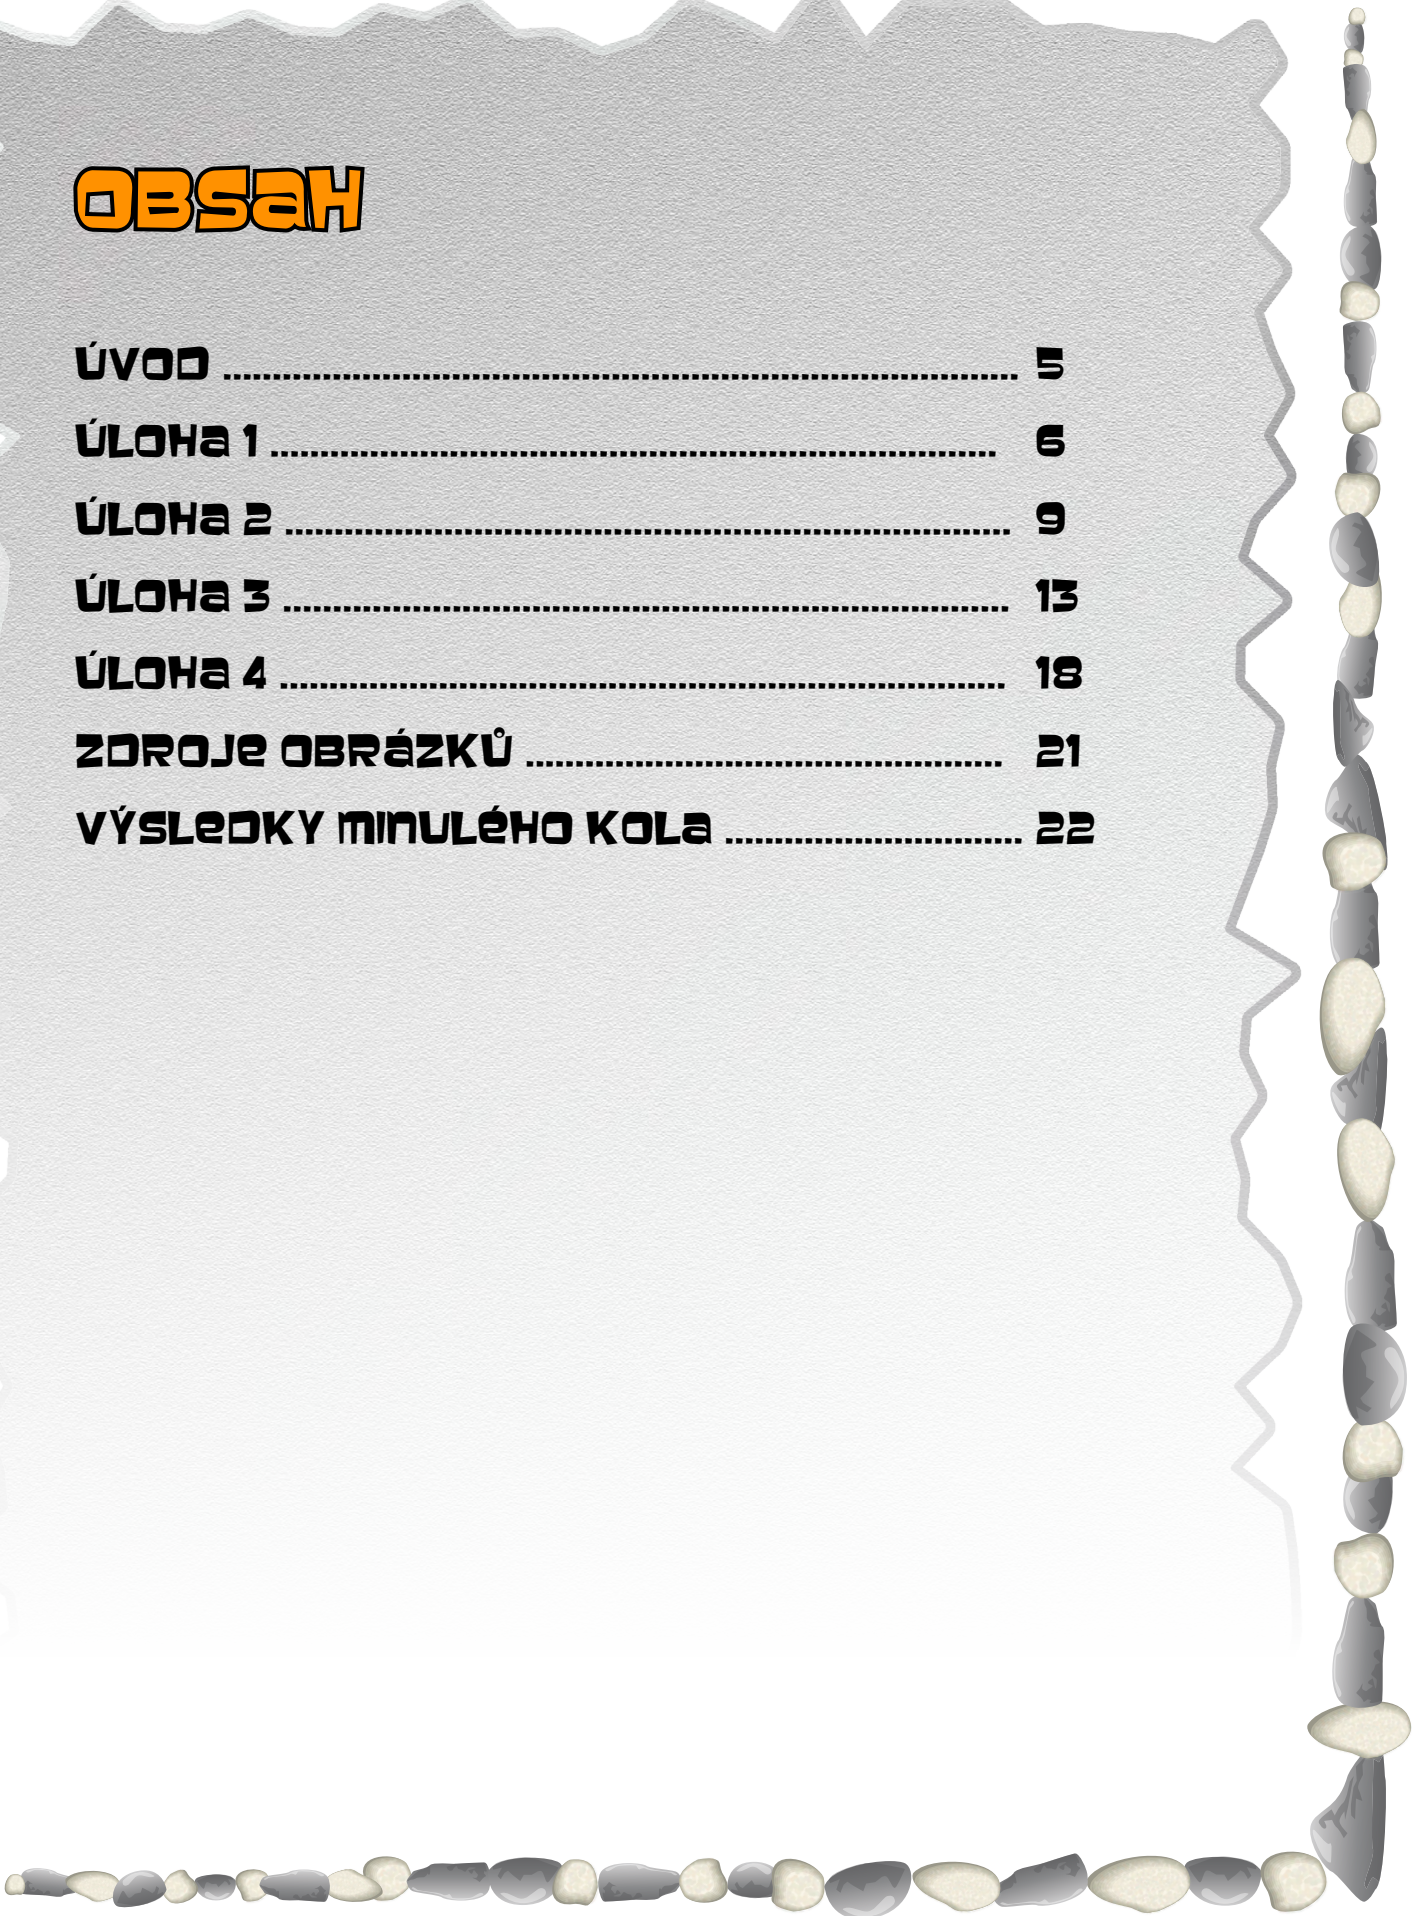 Obsah
Úvod ........................................................................ 5
Úloha 1 .................................................................. 6
Úloha 2 .................................................................. 9
Úloha 3 .................................................................. 13
Úloha 4 .................................................................. 18
Zdroje obrázků ........................................... 21
Výsledky minulého kola ........................... 22